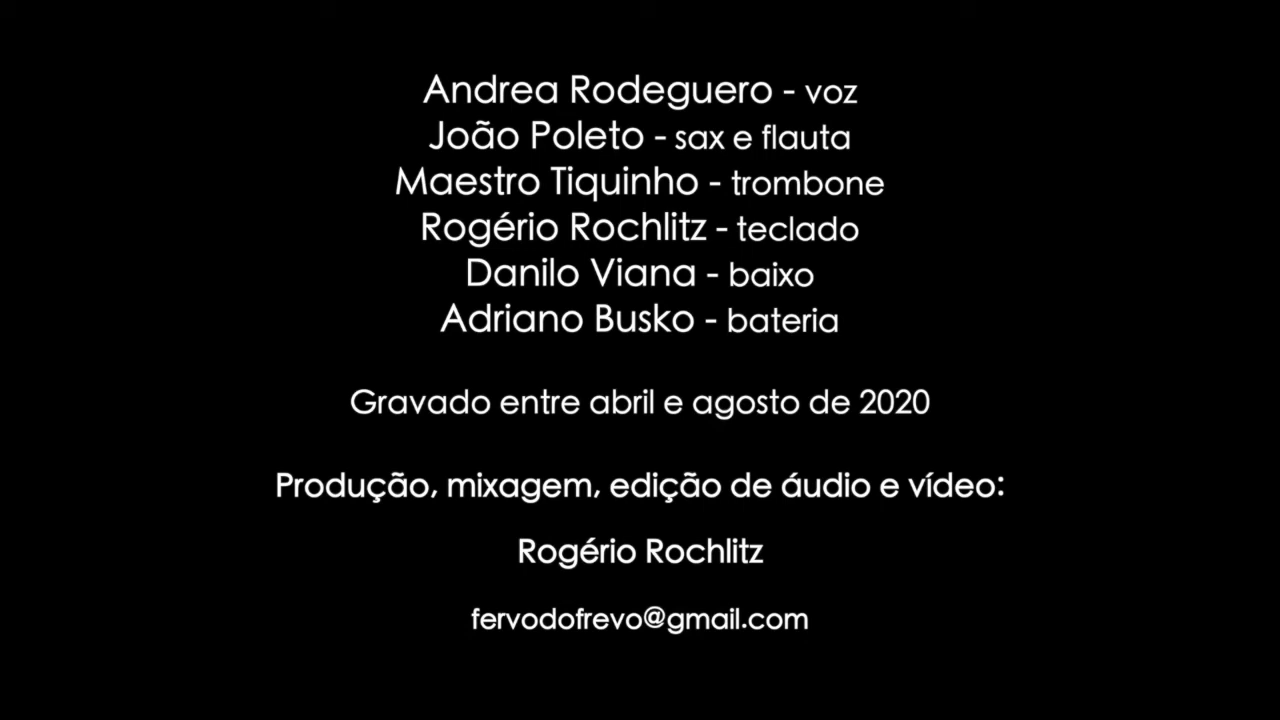 Andrea Rodeguero - voz
João Poleto - sax e flauta
Maestro Tiquinho - trombone
Rogério Rochlitz - teclado
Danilo Viana - baixo
Adriano Busko - bateria
Gravado entre abril e agosto de 2020
Produção, mixagem, edição de áudio e vídeo:
Rogério Rochlitz
fervodofrevo@gmail.com